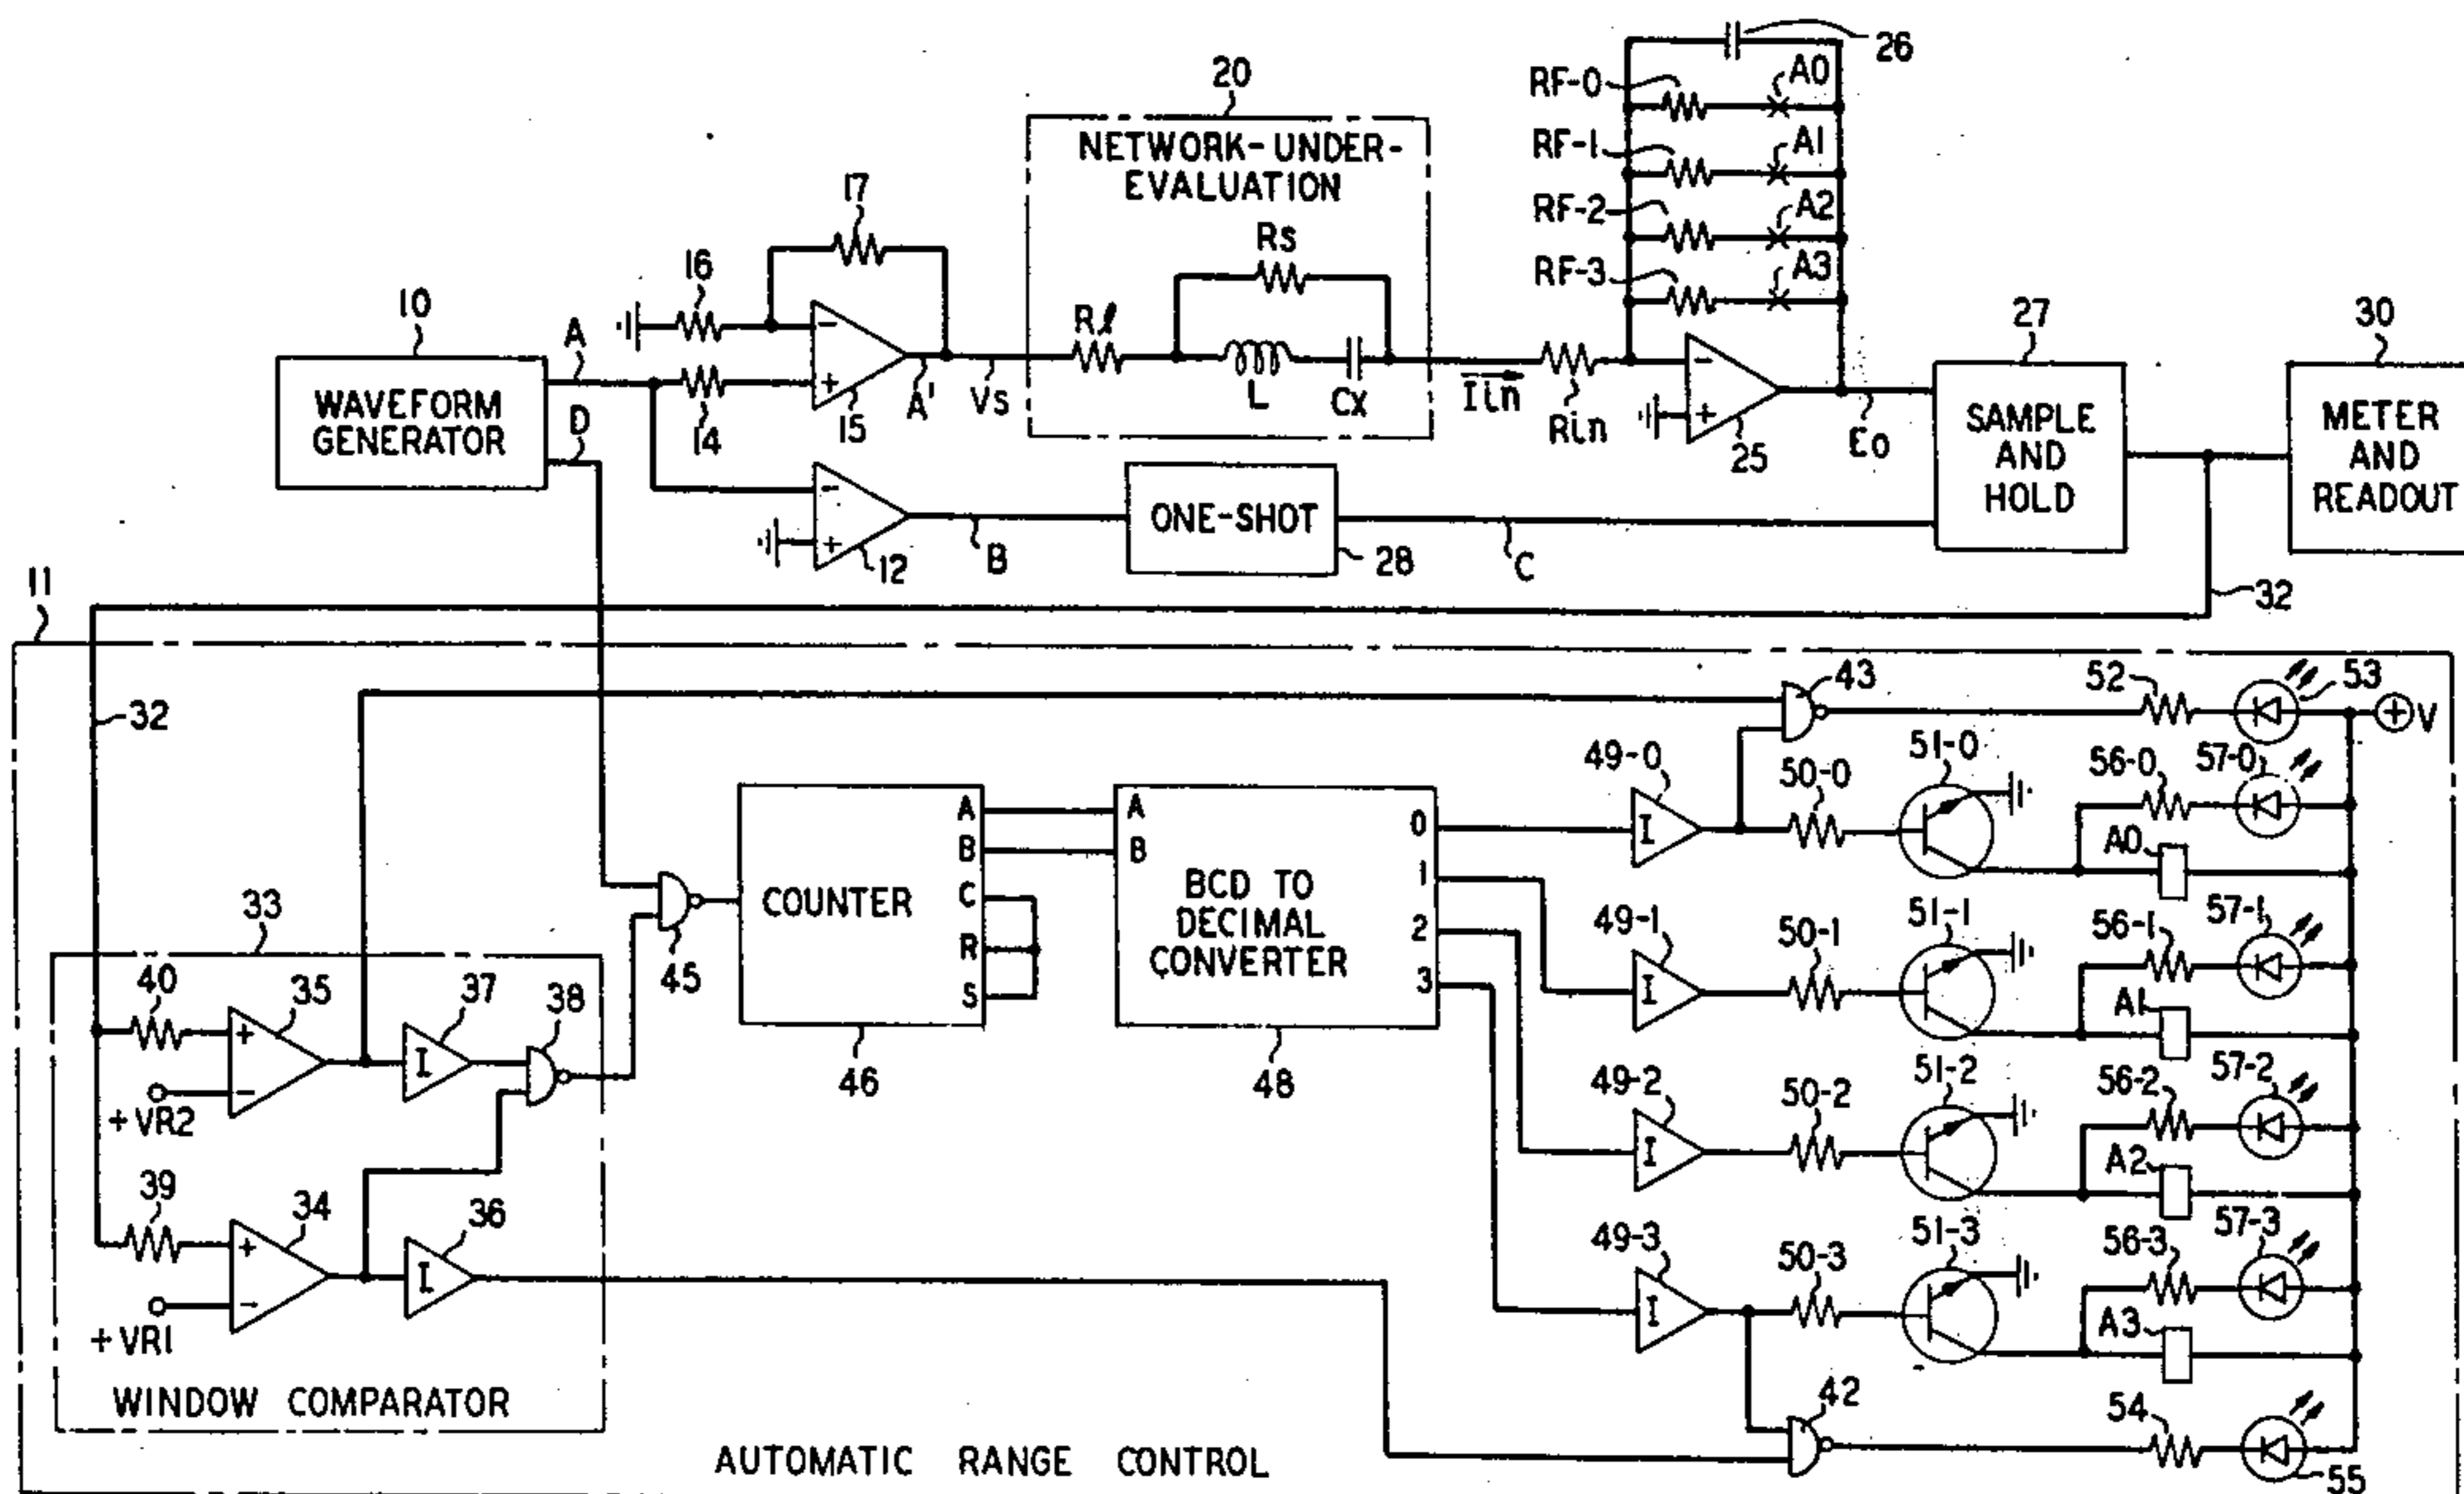 26
A0
RF-0
20
NETWORK-UNDER-
EVALUATION
RF-1
A1
17
RF-2
A2
Rs
16
RF-3
A3
10
A
Rℓ
27
30
WAVEFORM
GENERATOR
D
14
15
A'
Vs
L
Cx
Iin
Rin
25
Eo
SAMPLE
AND
HOLD
METER
AND
READOUT
12
B
ONE-SHOT
28
C
11
32
43
52
53
32
V
49-0
50-0
51-0
56-0
57-0
A
B
C
R
S
COUNTER
A
B
0
1
2
3
BCD TO
DECIMAL
CONVERTER
I
A0
33
45
49-1
50-1
51-1
56-1
57-1
40
35
37
38
I
A1
46
48
I
+VR2
49-2
50-2
51-2
56-2
57-2
I
A2
39
34
36
49-3
50-3
51-3
56-3
57-3
I
I
A3
+VR1
42
54
WINDOW COMPARATOR
AUTOMATIC RANGE CONTROL
55